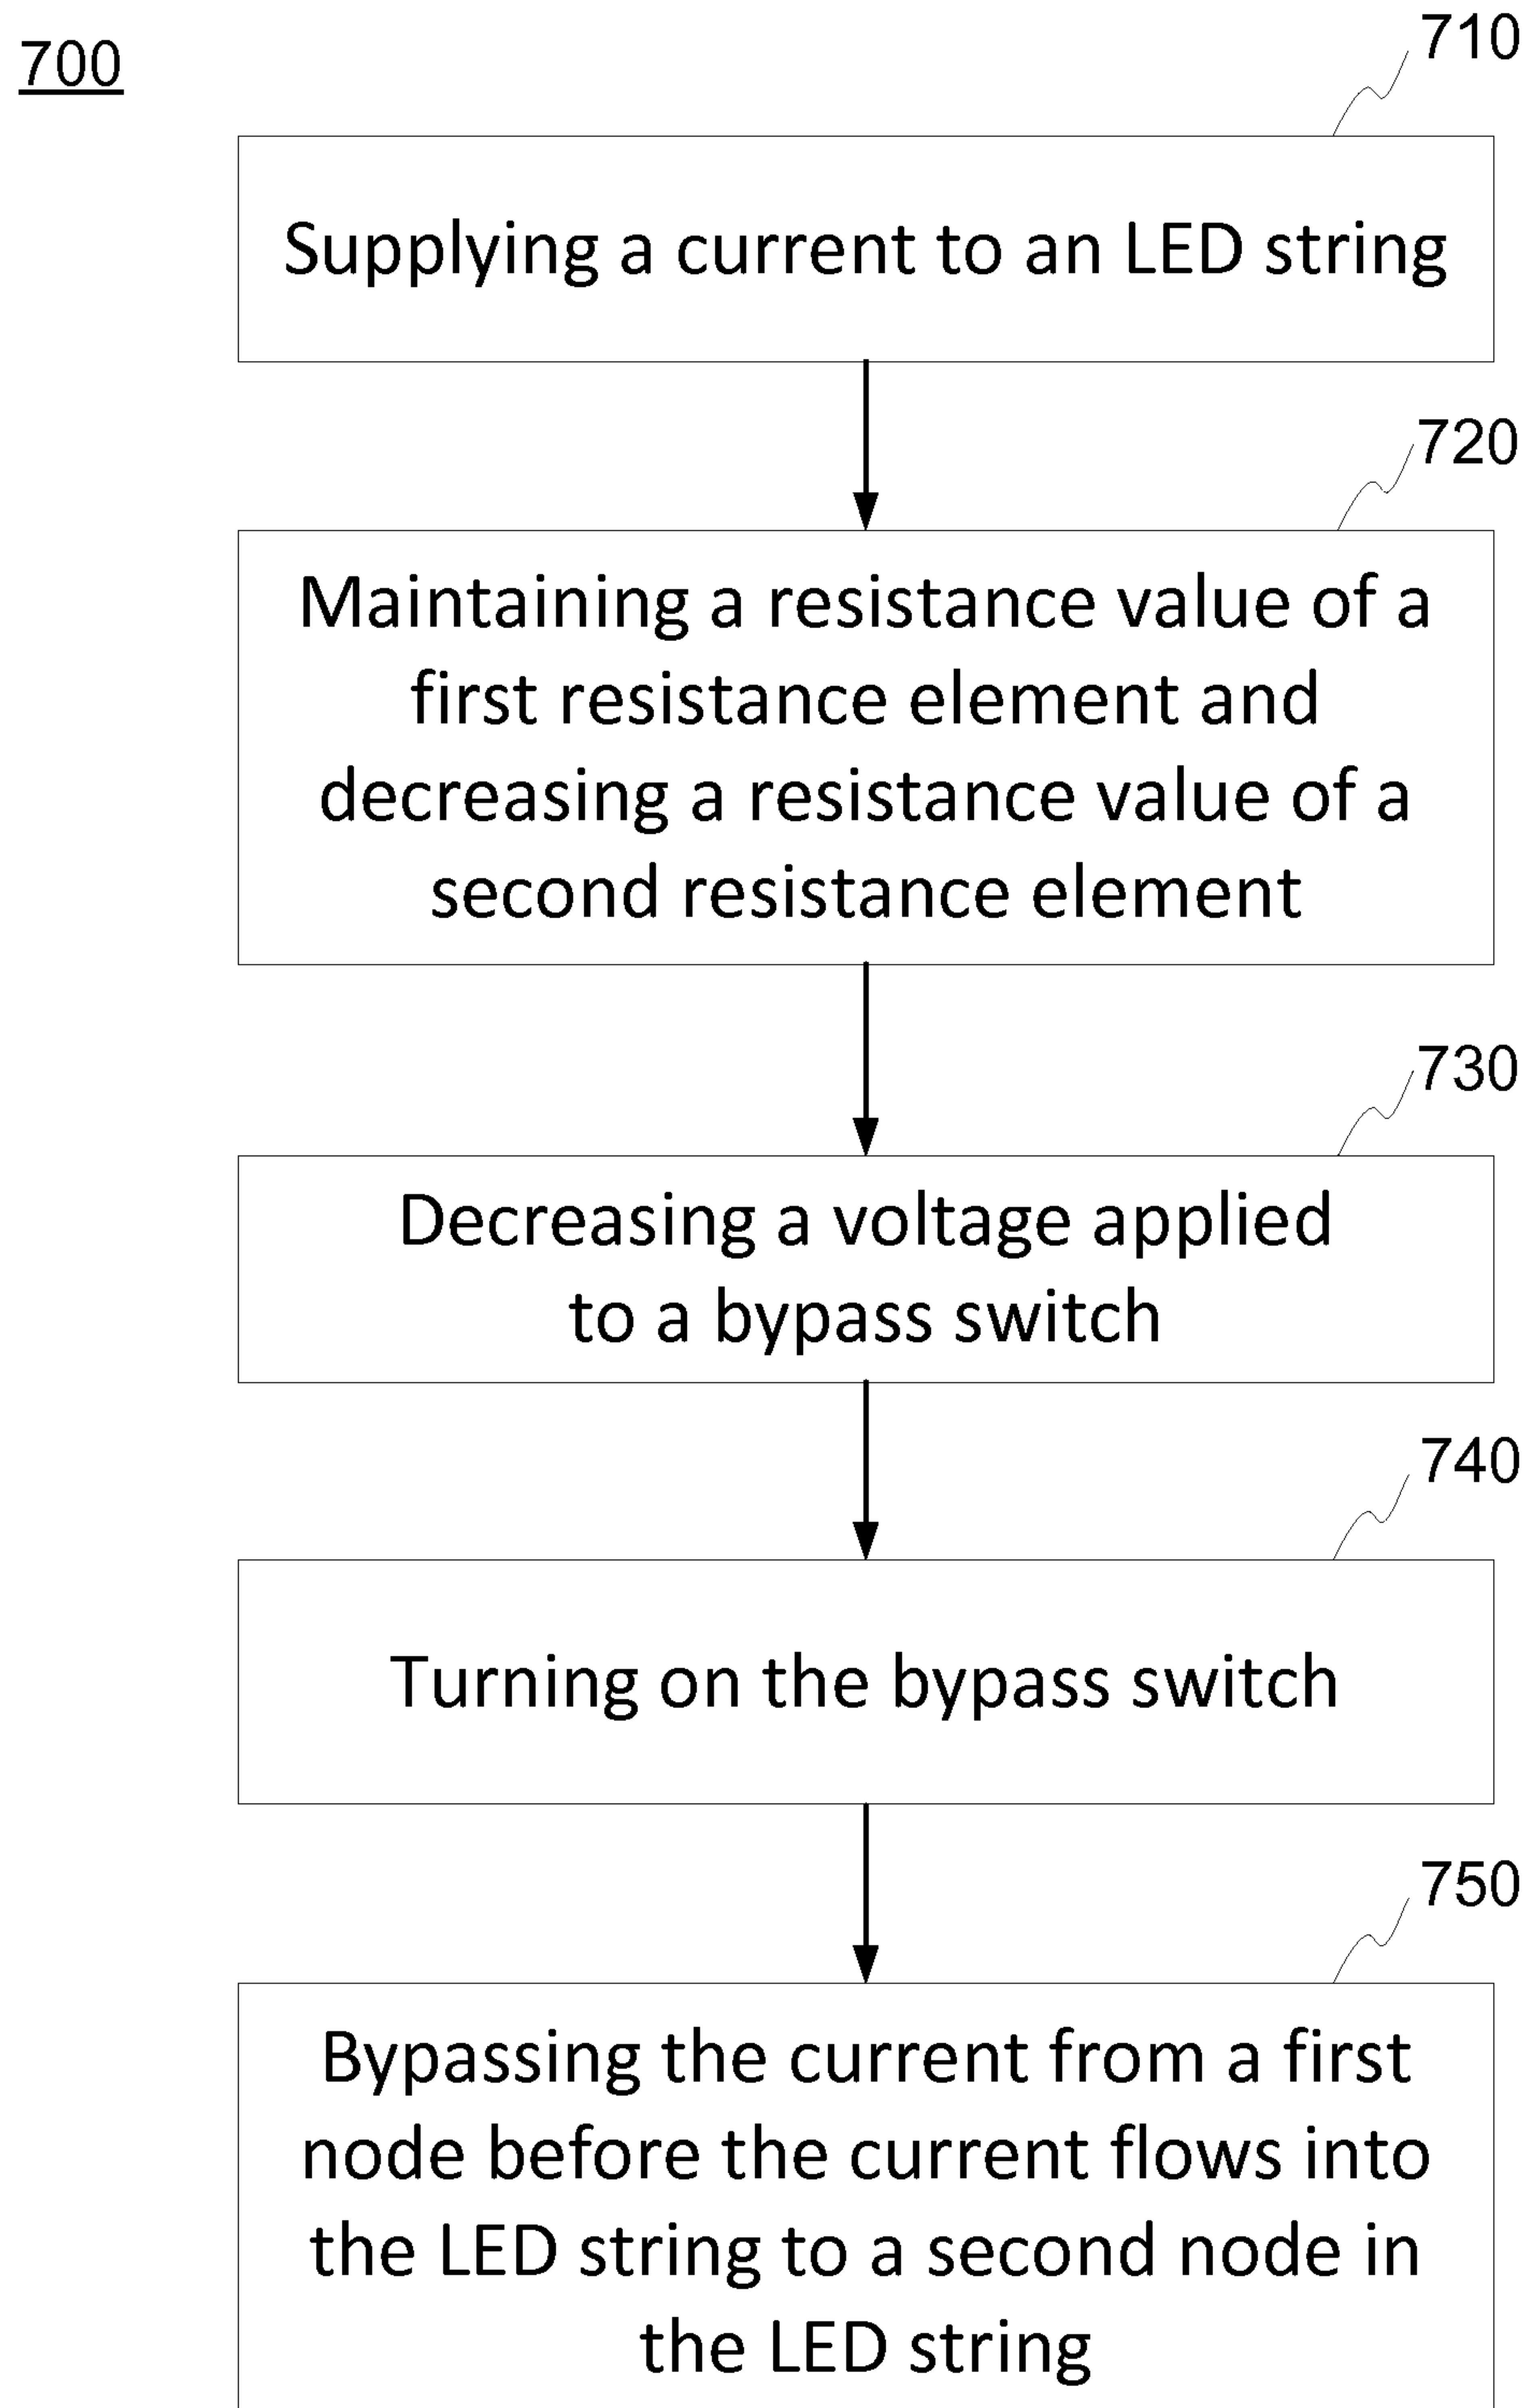 700
710
Supplying a current to an LED string
720
Maintaining a resistance value of a
first resistance element and
decreasing a resistance value of a
second resistance element
730
Decreasing a voltage applied
to a bypass switch
740
Turning on the bypass switch
750
Bypassing the current from a first
node before the current flows into
the LED string to a second node in
the LED string